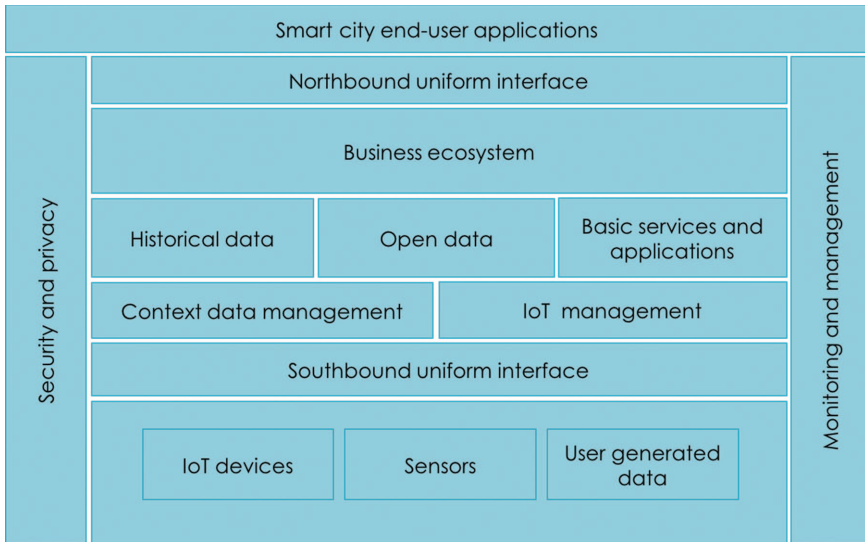 Smart city end-user applications
Security and privacy
Northbound uniform interface
Business ecosystem
Historical data
Open data
Basic services and
applications
Context data management
IoT management
Southbound uniform interface
IoT devices
Sensors
User generated
data
Monitoring and management